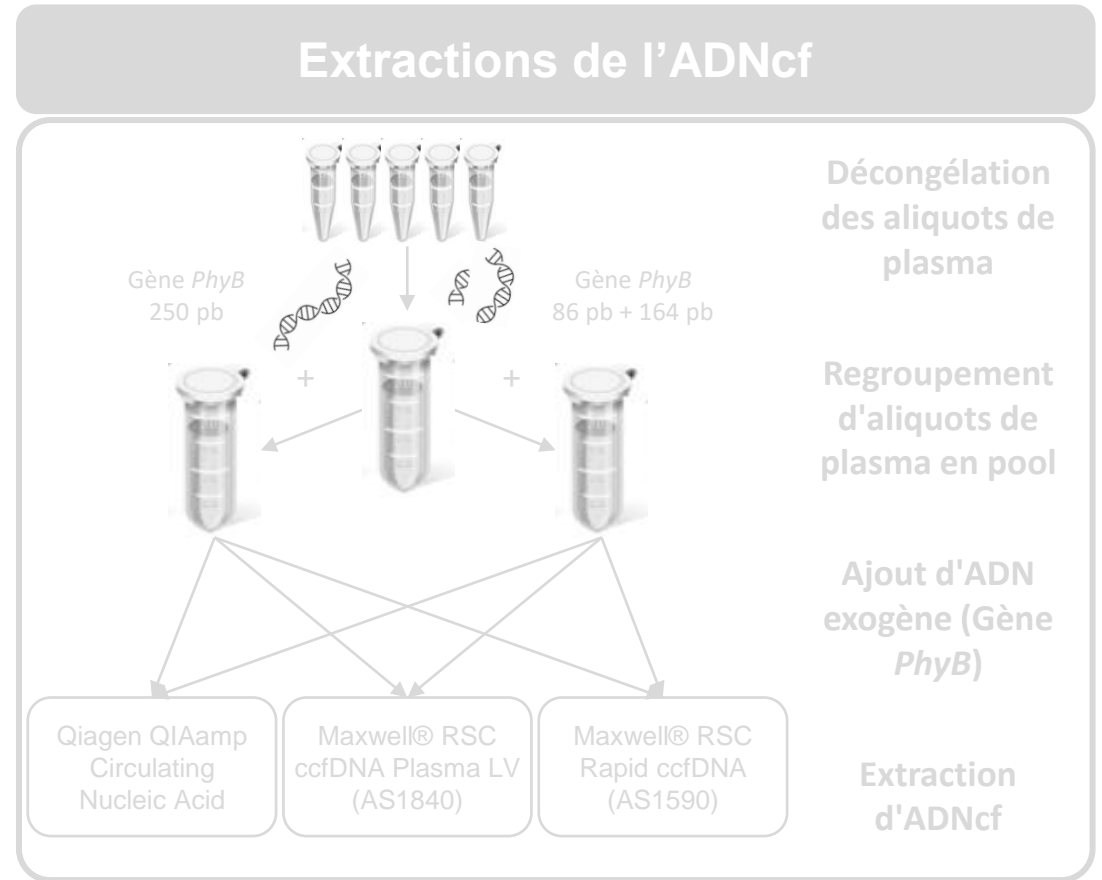 Extractions de l’ADNcf
Décongélation
des aliquots de
plasma
Gène PhyB
250 pb
Gène PhyB
86 pb + 164 pb
+
+
Regroupement
d'aliquots de
plasma en pool
Ajout d'ADN
exogène (Gène
PhyB)
Qiagen QIAamp
Circulating
Nucleic Acid
Maxwell® RSC
ccfDNA Plasma LV
(AS1840)
Maxwell® RSC
Rapid ccfDNA
(AS1590)
Extraction
d'ADNcf